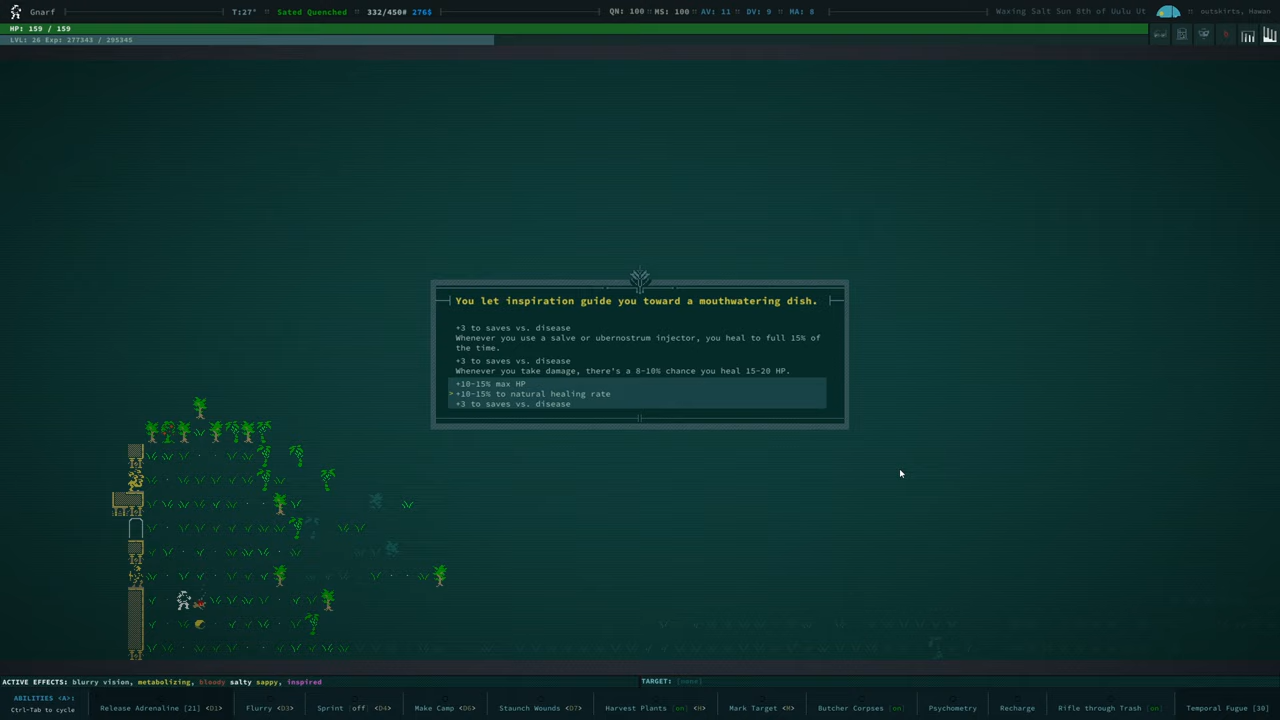 Gnarf T:27° Sated Quenched 332/450# 276$ QN: 100 MS: 100 AV: 11 DV: 9 MA: 8 Waxing Salt Sun 8th of Uulu Ut outskirts, Hawan
HP: 159 / 159
LVL: 26 Exp: 277343 / 295345
You let inspiration guide you toward a mouthwatering dish.
+3 to saves vs. disease
Whenever you use a salve or ubernostrum injector, you heal to full 15% of
the time.
+3 to saves vs. disease
Whenever you take damage, there's a 8-10% chance you heal 15-20 HP.
+10-15% max HP
>+10-15% to natural healing rate
+3 to saves vs. disease
ACTIVE EFFECTS: blurry vision, metabolizing, bloody salty sappy, inspired TARGET: [none]
ABILITIES <A>:
Ctrl-Tab to cycle
Release Adrenaline [21] <D1> Flurry <D3> Sprint [off] <D4> Make Camp <D6> Staunch Wounds <D7> Harvest Plants [on] <H> Mark Target <M> Butcher Corpses [on] Psychometry Recharge Rifle through Trash [on] Temporal Fugue [30]